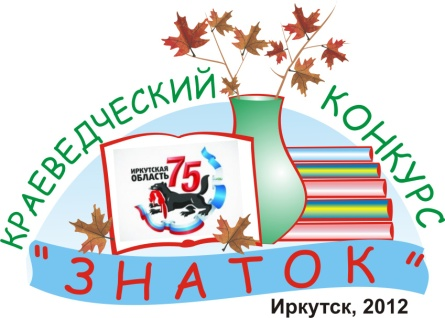 КРАЕВЕДЧЕСКИЙ КОНКУРС
ИРКУТСКАЯ
ОБЛАСТЬ 75
"ЗНАТОК"
Иркутск, 2012